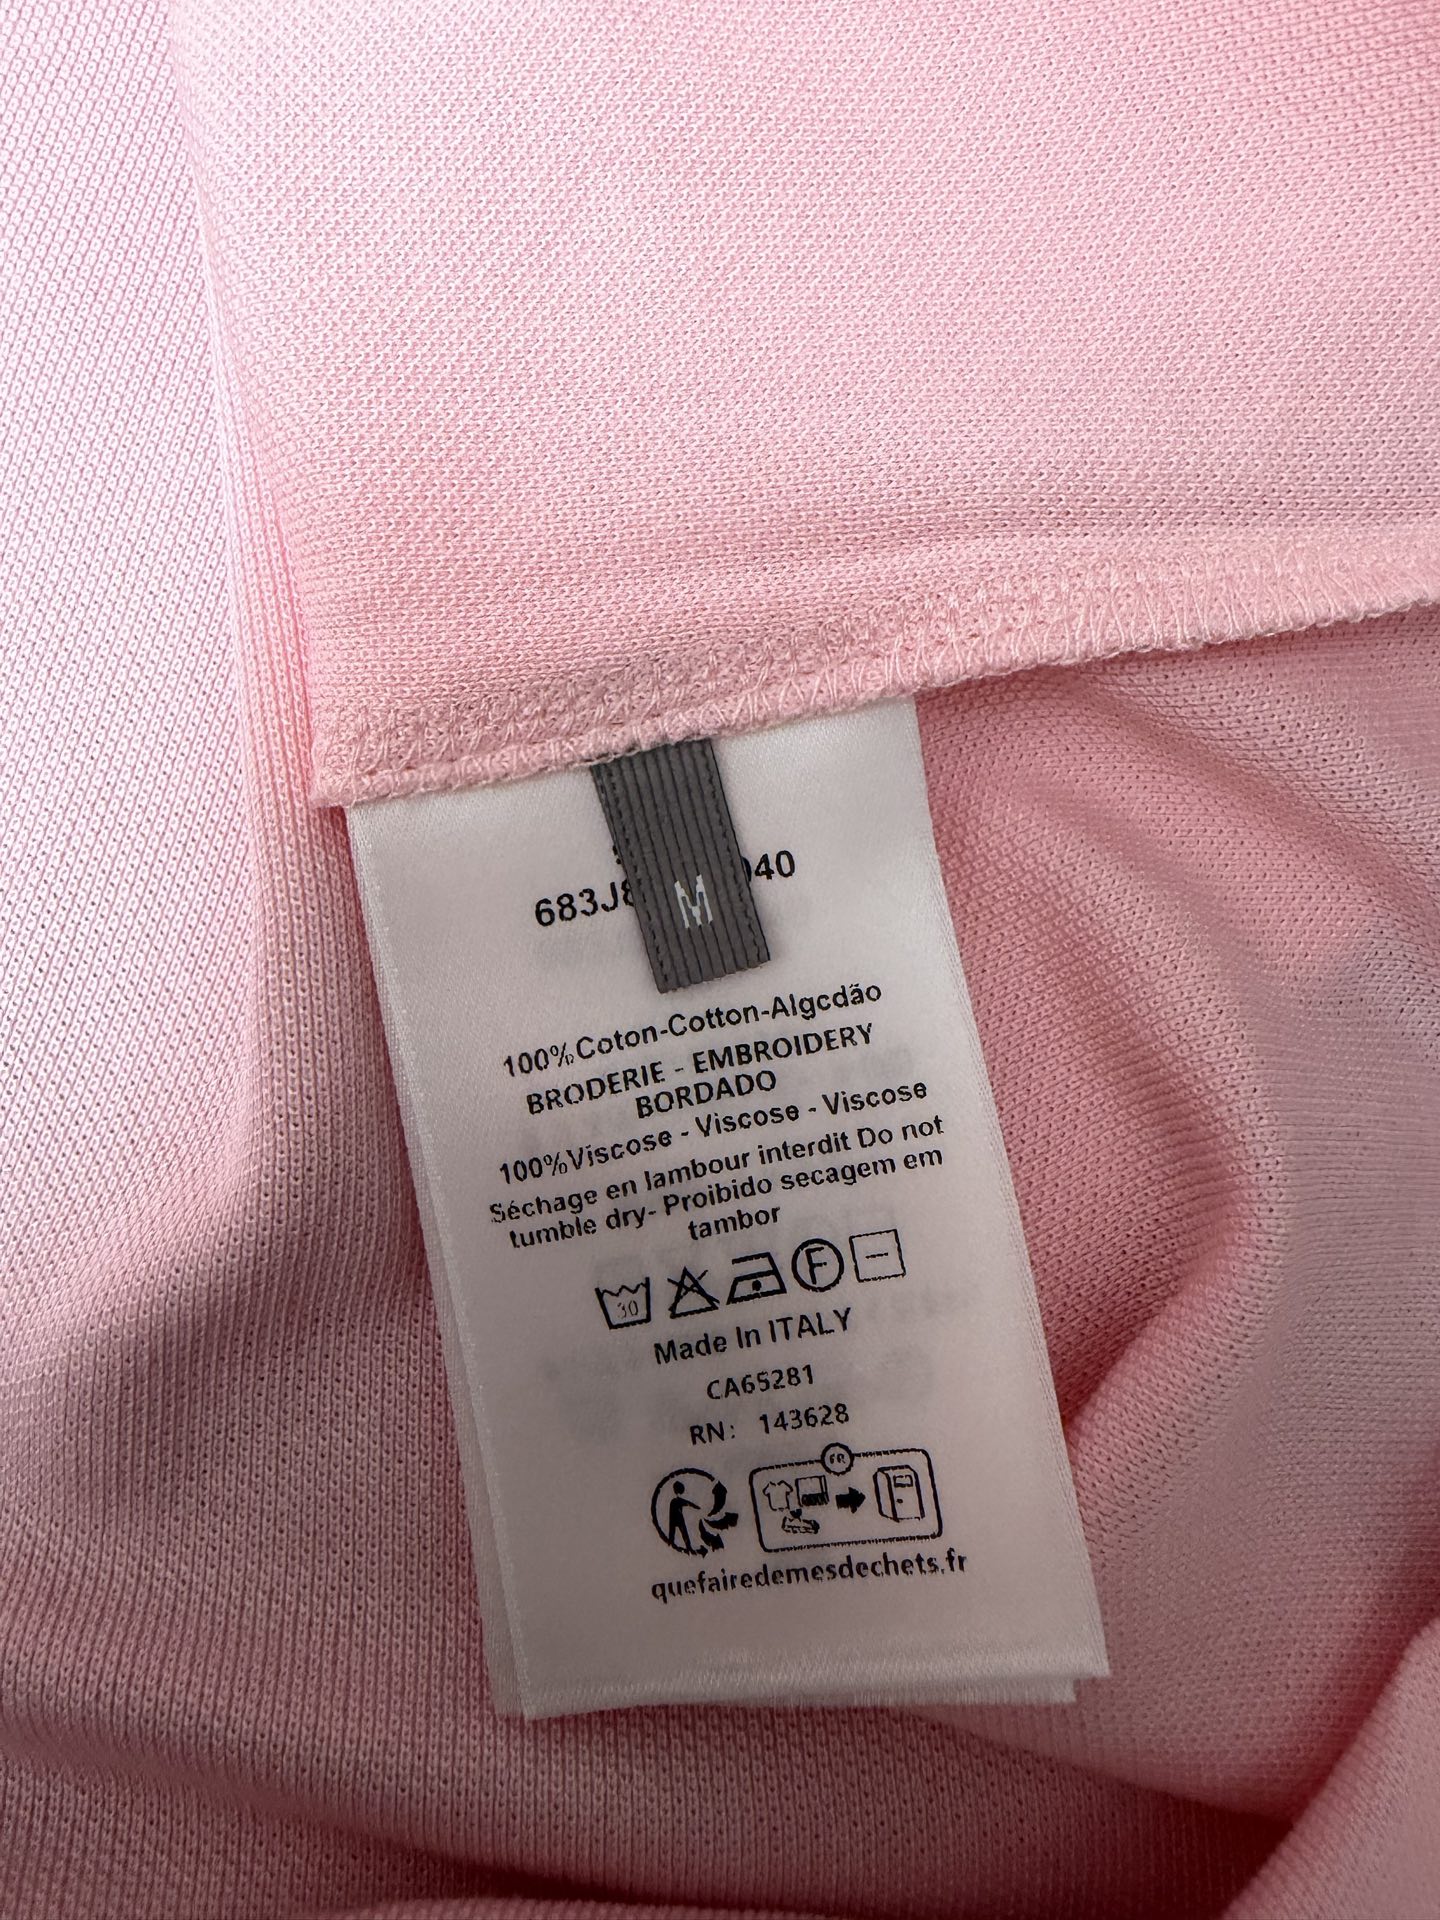 683J8 040
M
100%Coton-Cotton-Algcdão
BRODERIE - EMBROIDERY
BORDADO
100%Viscose - Viscose - Viscose
Séchage en lambour interdit Do not
tumble dry- Proibido secagem em
tambor
30 F
Made In ITALY
CA65281
RN: 143628
FR
quefairedemesdechets.fr